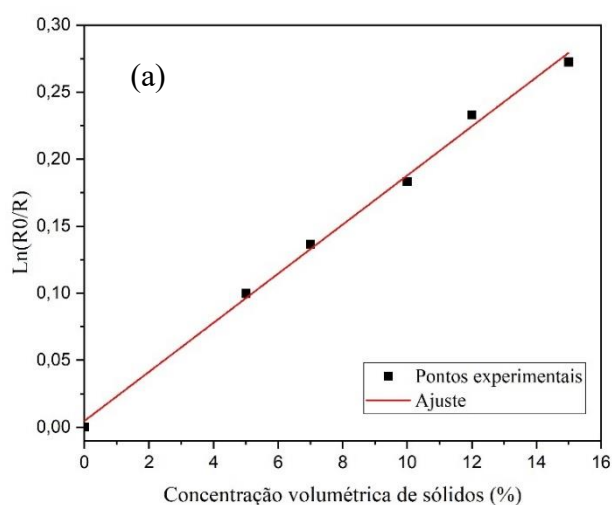 (a)
0,30
0,25
0,20
0,15
0,10
0,05
0,00
Ln(R0/R)
Pontos experimentais
Ajuste
0 2 4 6 8 10 12 14 16
Concentração volumétrica de sólidos (%)